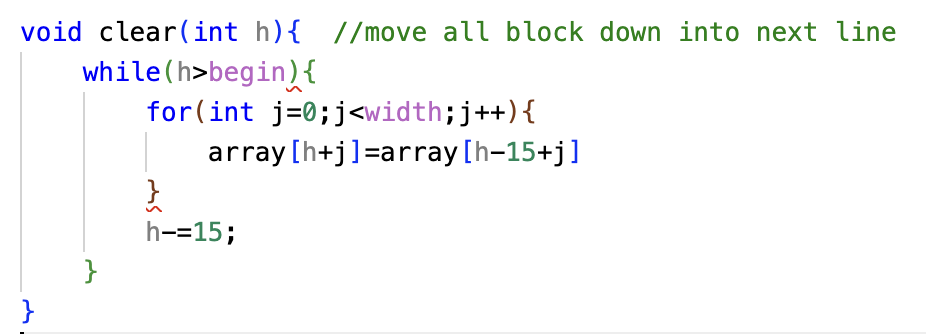 void clear(int h){  //move all block down into next line
    while(h>begin){
        for(int j=0;j<width;j++){
            array[h+j]=array[h-15+j]
        }
        h-=15;
    }
}